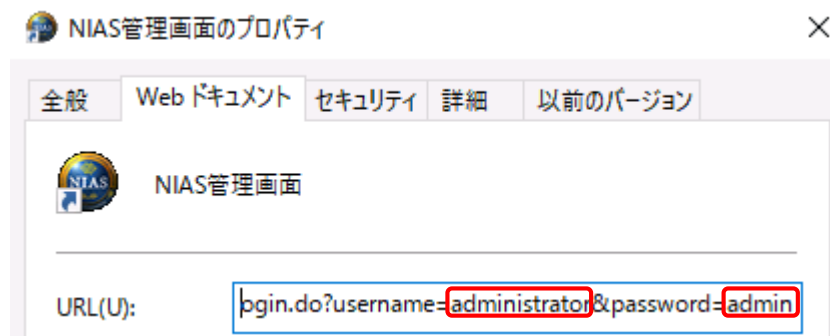 NIAS管理画面のプロパティ
全般 Web ドキュメント セキュリティ 詳細 以前のバージョン
NIAS
NIAS管理画面
URL(U): ogin.do?username=administrator&password=admin